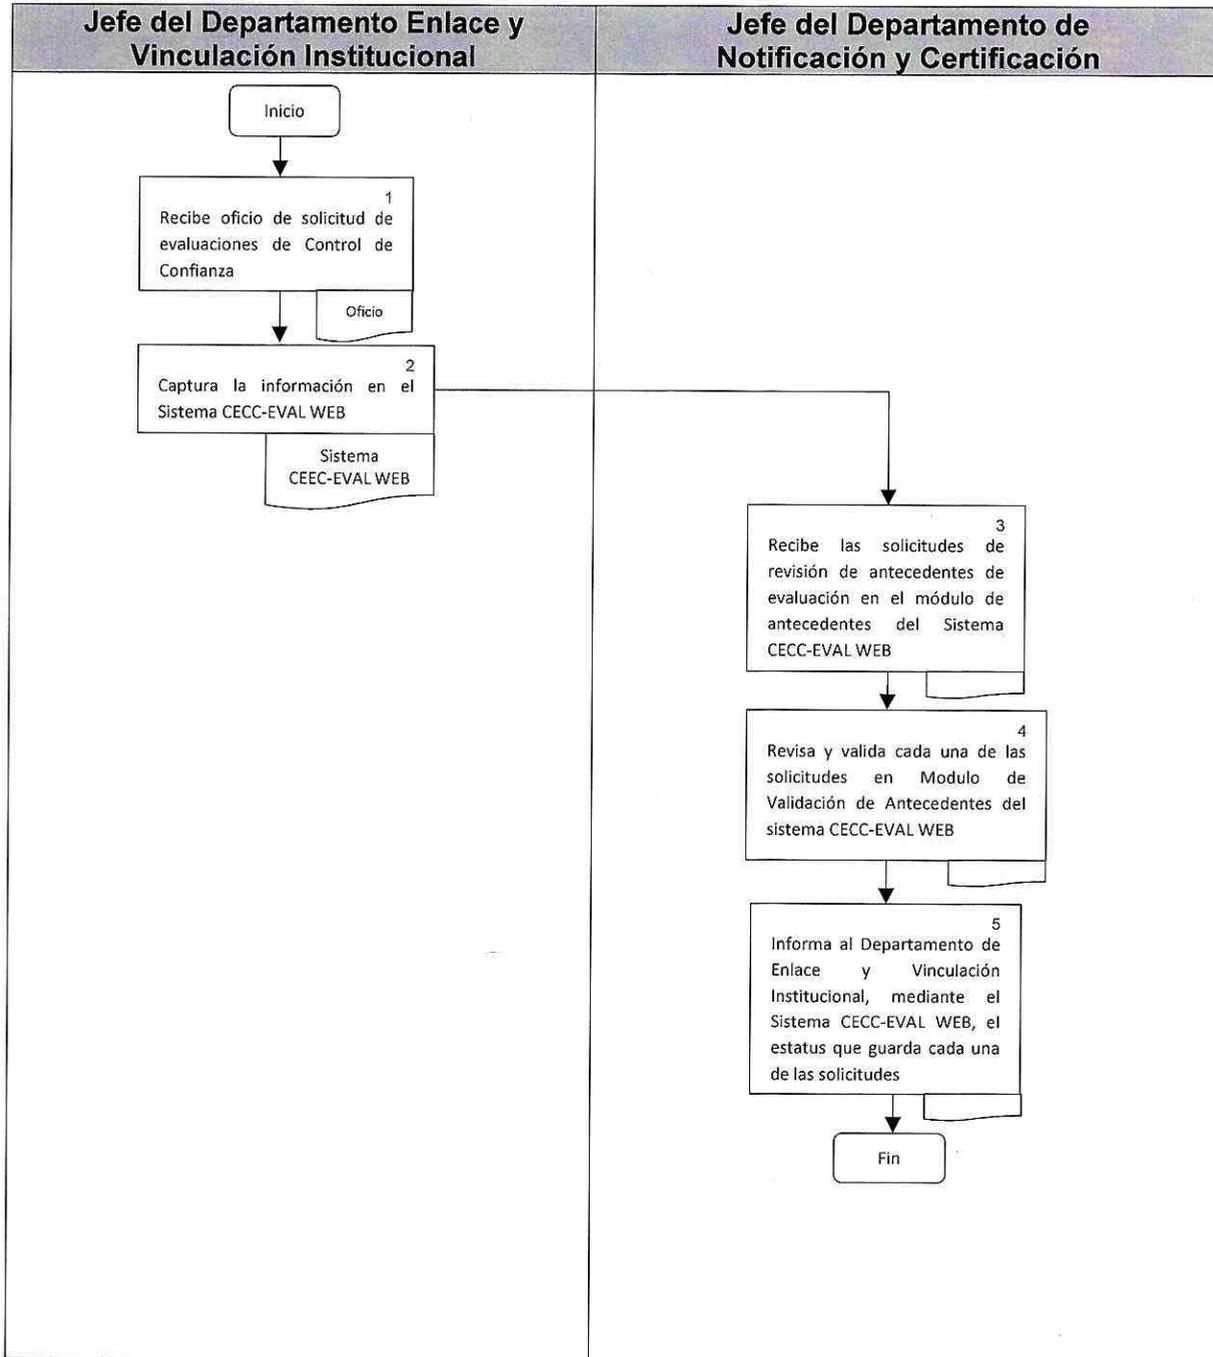 Jefe del Departamento Enlace y
Vinculación Institucional
Jefe del Departamento de
Notificación y Certificación
Inicio
1
Recibe oficio de solicitud de
evaluaciones de Control de
Confianza
Oficio
2
Captura la información en el
Sistema CECC-EVAL WEB
Sistema
CEEC-EVAL WEB
3
Recibe las solicitudes de
revisión de antecedentes de
evaluación en el módulo de
antecedentes del Sistema
CECC-EVAL WEB
4
Revisa y valida cada una de las
solicitudes en Modulo de
Validación de Antecedentes del
sistema CECC-EVAL WEB
5
Informa al Departamento de
Enlace y Vinculación
Institucional, mediante el
Sistema CECC-EVAL WEB, el
estatus que guarda cada una
de las solicitudes
Fin